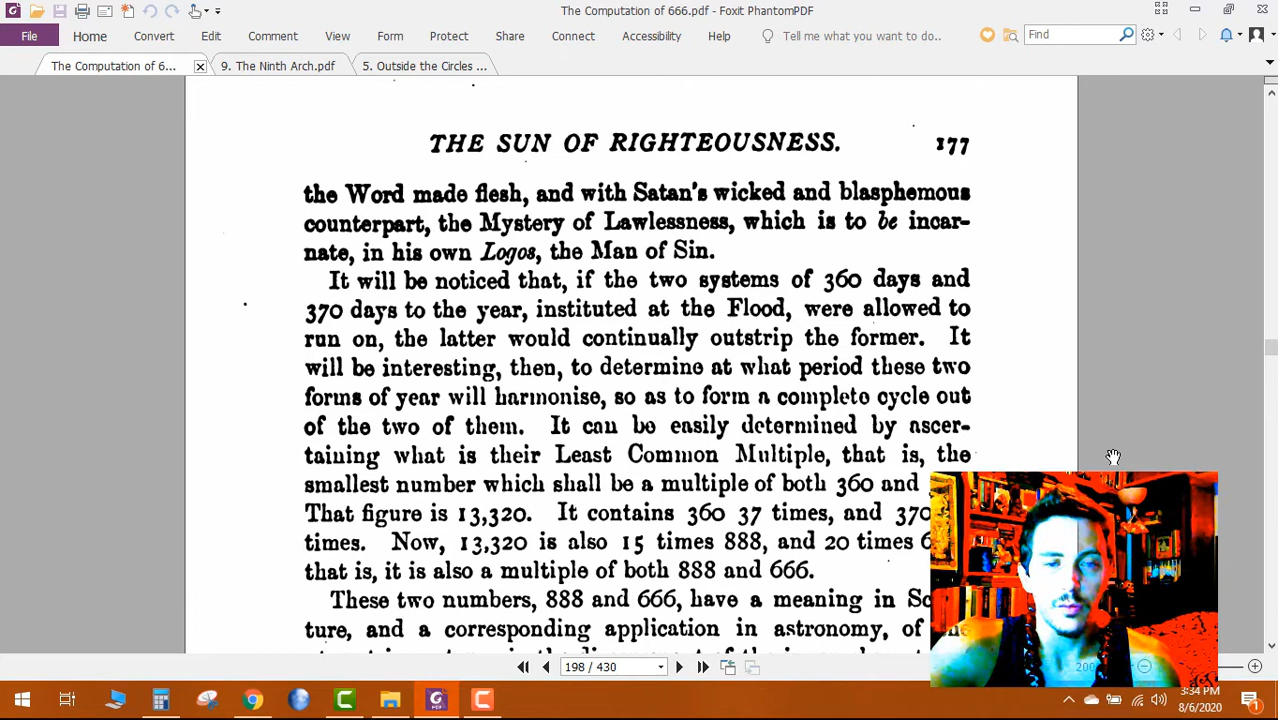 The Computation of 666.pdf - Foxit PhantomPDF
File Home Convert Edit Comment View Form Protect Share Connect Accessibility Help Tell me what you want to do.. Find
The Computation of 6... 9. The Ninth Arch.pdf 5. Outside the Circles ...
THE SUN OF RIGHTEOUSNESS. 177
the Word made flesh, and with Satan's wicked and blasphemous
counterpart, the Mystery of Lawlessness, which is to be incar-
nate, in his own Logos, the Man of Sin.
It will be noticed that, if the two systems of 360 days and
370 days to the year, instituted at the Flood, were allowed to
run on, the latter would continually outstrip the former. It
will be interesting, then, to determine at what period these two
forms of year will harmonise, so as to form a complete cycle out
of the two of them. It can be easily determined by ascer-
taining what is their Least Common Multiple, that is, the
smallest number which shall be a multiple of both 360 and
That figure is 13,320. It contains 360 37 times, and 370
times. Now, 13,320 is also 15 times 888, and 20 times
that is, it is also a multiple of both 888 and 666.
These two numbers, 888 and 666, have a meaning in
ture, and a corresponding application in astronomy, of
198 / 430
3:34 PM
8/6/2020